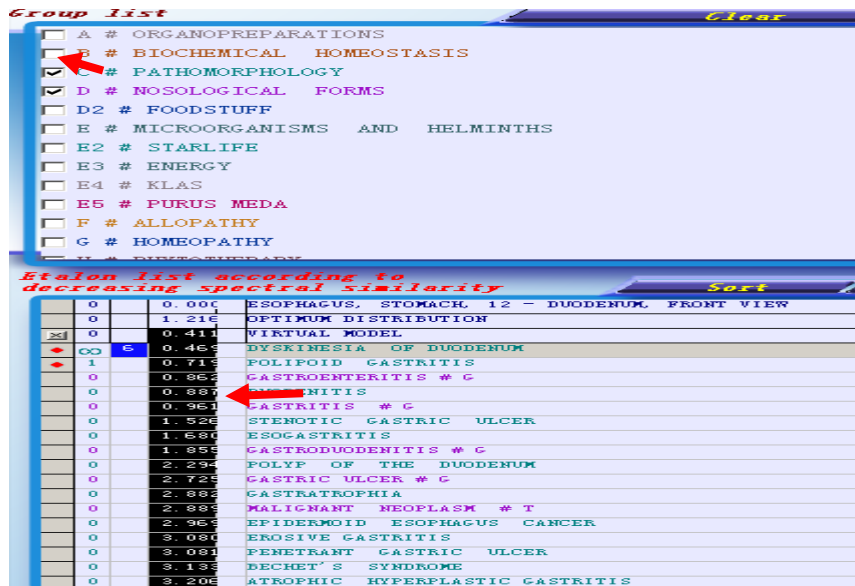 Group list
Clear
A # ORGANOPREPARATIONS
B # BIOCHEMICAL HOMEOSTASIS
C # PATHOMORPHOLOGY
D # NOSOLOGICAL FORMS
D2 # FOODSTUFF
E # MICROORGANISMS AND HELMINTHS
E2 # STARLIFE
E3 # ENERGY
E4 # KLAS
E5 # PURUS MEDA
F # ALLOPATHY
G # HOMEOPATHY
Etalon list according to
decreasing spectral similarity
Sort
0 0.000 ESOPHAGUS, STOMACH, 12 - DUODENUM, FRONT VIEW
0 1.216 OPTIMUM DISTRIBUTION
0 0.411 VIRTUAL MODEL
∞ 6 0.469 DYSKINESIA OF DUODENUM
1 0.719 POLIPOID GASTRITIS
0 0.862 GASTROENTERITIS # G
0 0.887
0 0.961 GASTRITIS # G
0 1.526 STENOTIC GASTRIC ULCER
0 1.680 ESOGASTRITIS
0 1.855 GASTRODUODENITIS # G
0 2.294 POLYP OF THE DUODENUM
0 2.725 GASTRIC ULCER # G
0 2.882 GASTRATROPHIA
0 2.889 MALIGNANT NEOPLASM # T
0 2.969 EPIDERMOID ESOPHAGUS CANCER
0 3.080 EROSIVE GASTRITIS
0 3.081 PENETRANT GASTRIC ULCER
0 3.133 BECHET'S SYNDROME
0 3.206 ATROPHIC HYPERPLASTIC GASTRITIS